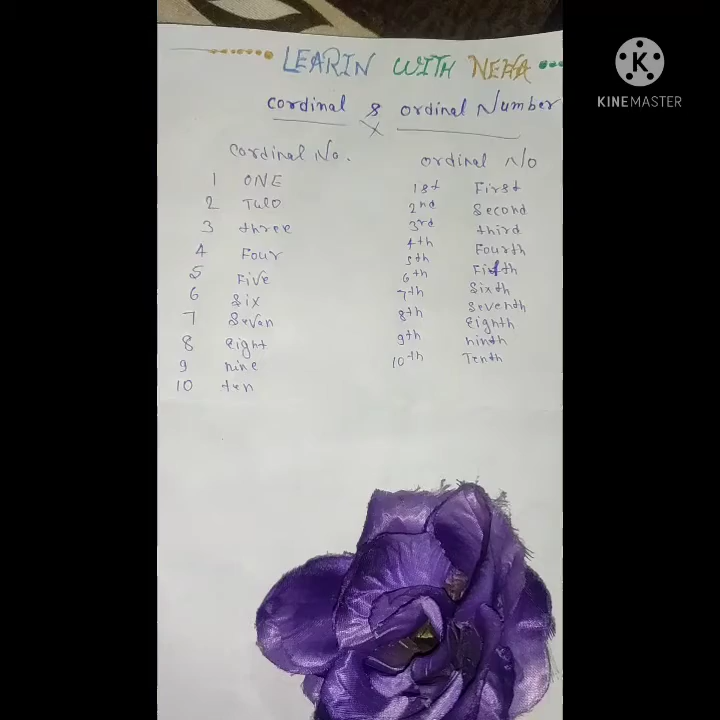 LEARIN WITH NEHA
KINEMASTER
Cordinal & ordinal Number
Cordinal No. ordinal No
1 ONE 1st First
2 TWO 2nd Second
3 three 3rd third
4 Four 4th Fourth
5 Five 5th Fifth
6 Six 6th Sixth
7 Sevan 7th Seventh
8 Eight 8th Eighth
9 nine 9th ninth
10 ten 10th Tenth